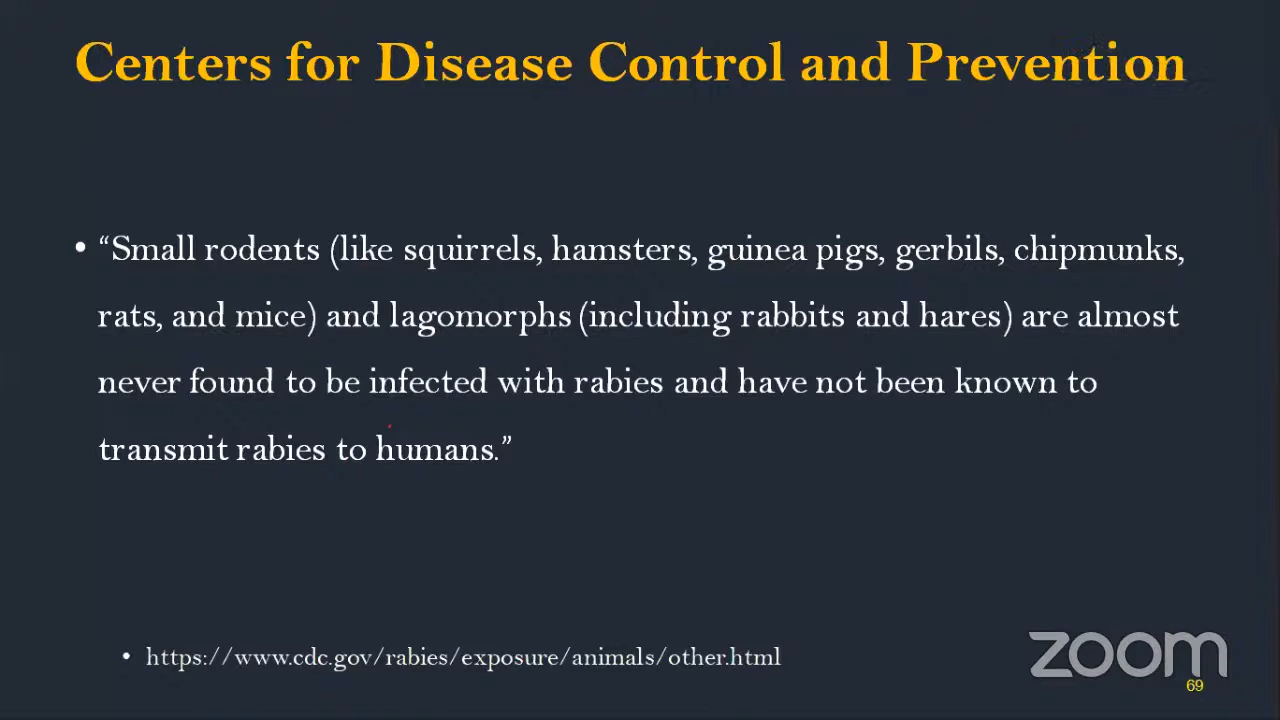 Centers for Disease Control and Prevention
• “Small rodents (like squirrels, hamsters, guinea pigs, gerbils, chipmunks,
rats, and mice) and lagomorphs (including rabbits and hares) are almost
never found to be infected with rabies and have not been known to
transmit rabies to humans.”
• https://www.cdc.gov/rabies/exposure/animals/other.html
zoom
69